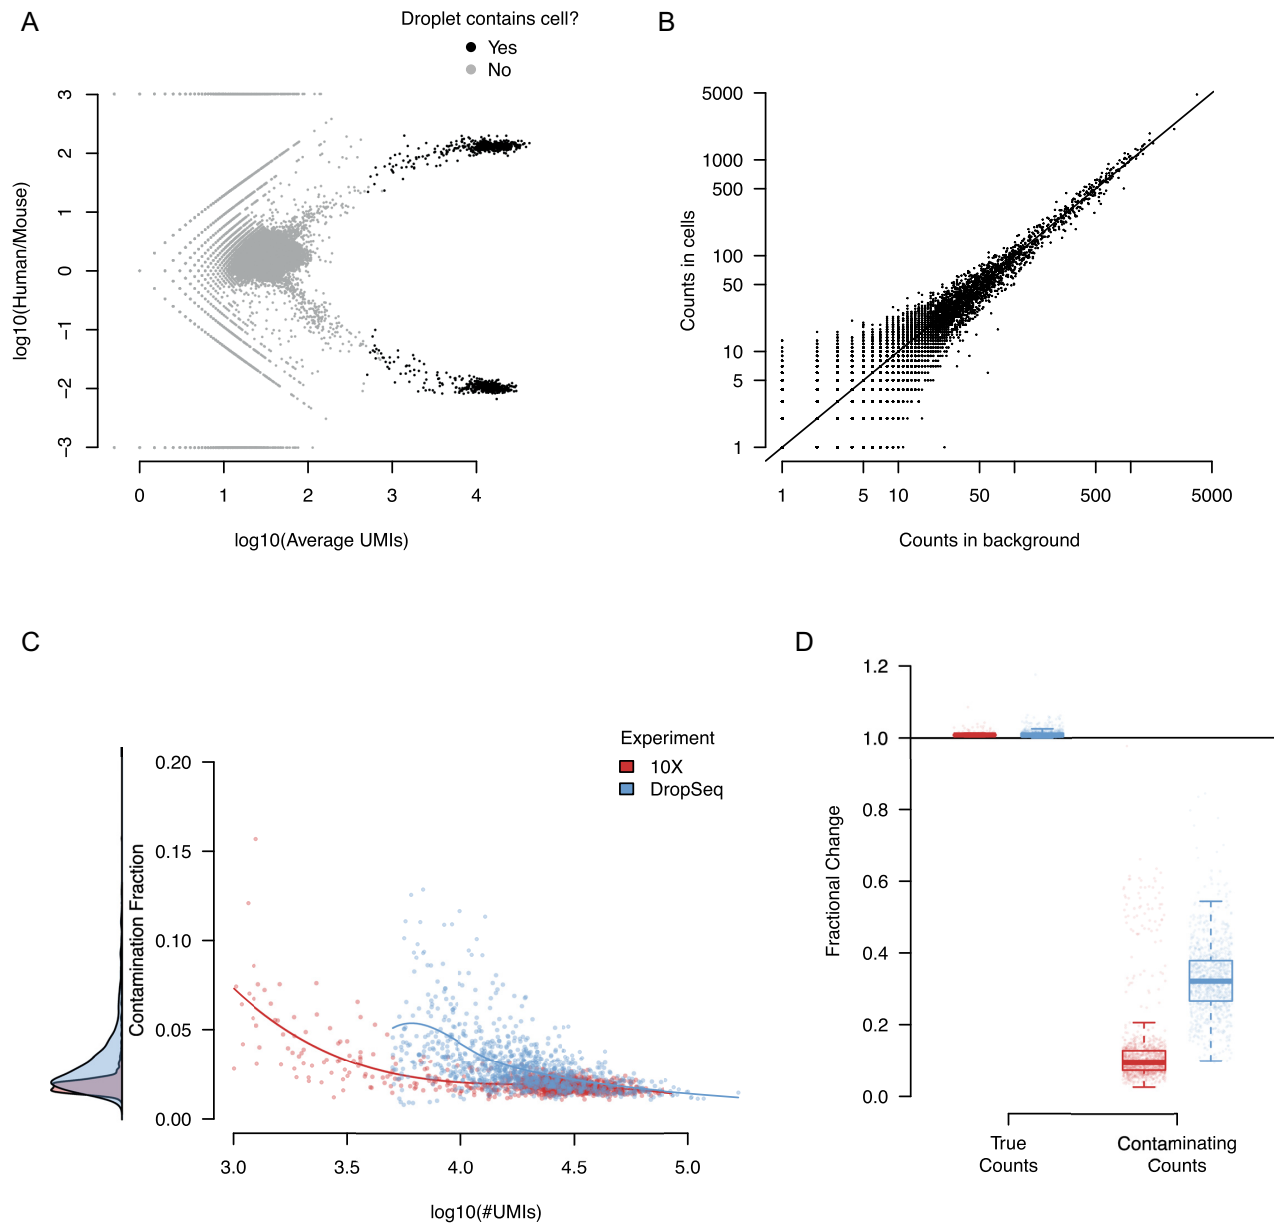 A
Droplet contains cell?
Yes
No
3
2
1
0
−1
−2
−3
log10(Human/Mouse)
0 1 2 3 4
log10(Average UMIs)
B
5000
1000
500
100
50
10
5
1
Counts in cells
1 5 10 50 500 5000
Counts in background
C
Experiment
10X
DropSeq
0.20
0.15
0.10
0.05
0.00
Contamination Fraction
3.0 3.5 4.0 4.5 5.0
log10(#UMIs)
D
1.2
1.0
0.8
0.6
0.4
0.2
0.0
Fractional Change
True
Counts
Contaminating
Counts